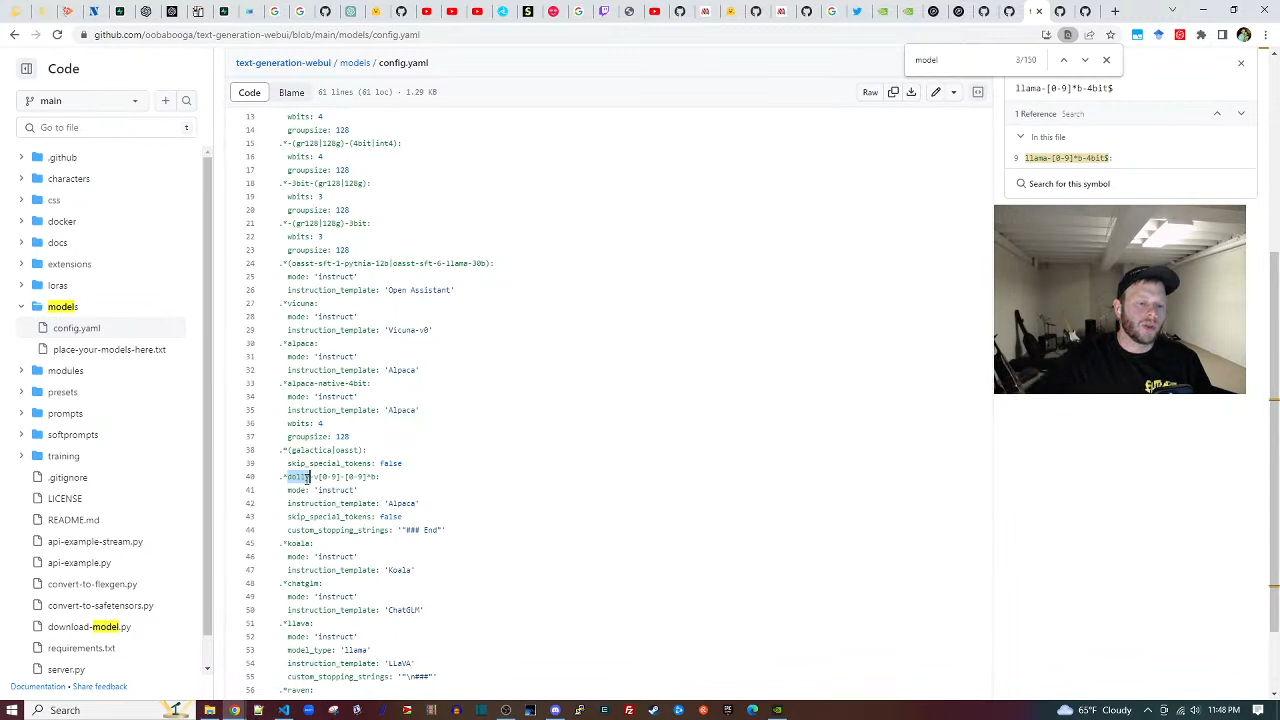 github.com/oobabooga/text-generation-webui/blob/main/models/config.yaml
Code
main
Go to file
t
.github
characters
css
docker
docs
extensions
loras
models
config.yaml
place-your-models-here.txt
modules
presets
prompts
softprompts
training
.gitignore
LICENSE
README.md
api-example-stream.py
api-example.py
convert-to-flexgen.py
convert-to-safetensors.py
download-model.py
requirements.txt
server.py
Documentation • Share feedback
text-generation-webui / models / config.yaml
Code Blame 61 lines (61 loc) · 1.29 KB
Raw
13 wbits: 4
14 groupsize: 128
15 .*-(gr128|128g)-(4bit|int4):
16 wbits: 4
17 groupsize: 128
18 .*-3bit-(gr128|128g):
19 wbits: 3
20 groupsize: 128
21 .*-(gr128|128g)-3bit:
22 wbits: 3
23 groupsize: 128
24 .*(oasst-sft-1-pythia-12b|oasst-sft-6-llama-30b):
25 mode: 'instruct'
26 instruction_template: 'Open Assistant'
27 .*vicuna:
28 mode: 'instruct'
29 instruction_template: 'Vicuna-v0'
30 .*alpaca:
31 mode: 'instruct'
32 instruction_template: 'Alpaca'
33 .*alpaca-native-4bit:
34 mode: 'instruct'
35 instruction_template: 'Alpaca'
36 wbits: 4
37 groupsize: 128
38 .*(galactica|oasst):
39 skip_special_tokens: false
40 .*dolly-v[0-9]-[0-9]*b:
41 mode: 'instruct'
42 instruction_template: 'Alpaca'
43 skip_special_tokens: false
44 custom_stopping_strings: '"### End"'
45 .*koala:
46 mode: 'instruct'
47 instruction_template: 'Koala'
48 .*chatglm:
49 mode: 'instruct'
50 instruction_template: 'ChatGLM'
51 .*llava:
52 mode: 'instruct'
53 model_type: 'llama'
54 instruction_template: 'LLaVA'
55 custom_stopping_strings: '"\n###"'
56 .*raven:
model 3/150
llama-[0-9]*b-4bit$
1 Reference Search
In this file
9 llama-[0-9]*b-4bit$:
Search for this symbol
Search
65°F Cloudy
11:48 PM